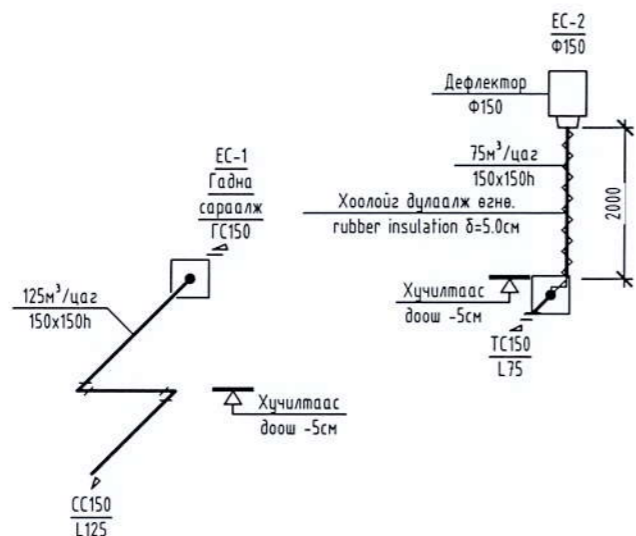 ЕС-2
Ф150
Дефлектор
Ф150
75м³/цаг
150x150h
2000
Хоолойг дулаалж өгнө.
rubber insulation δ=5.0см
Хучилтаас
доош -5см
ТС150
L75
ЕС-1
Гадна
сараалж
ГС150
125м³/цаг
150x150h
Хучилтаас
доош -5см
СС150
L125